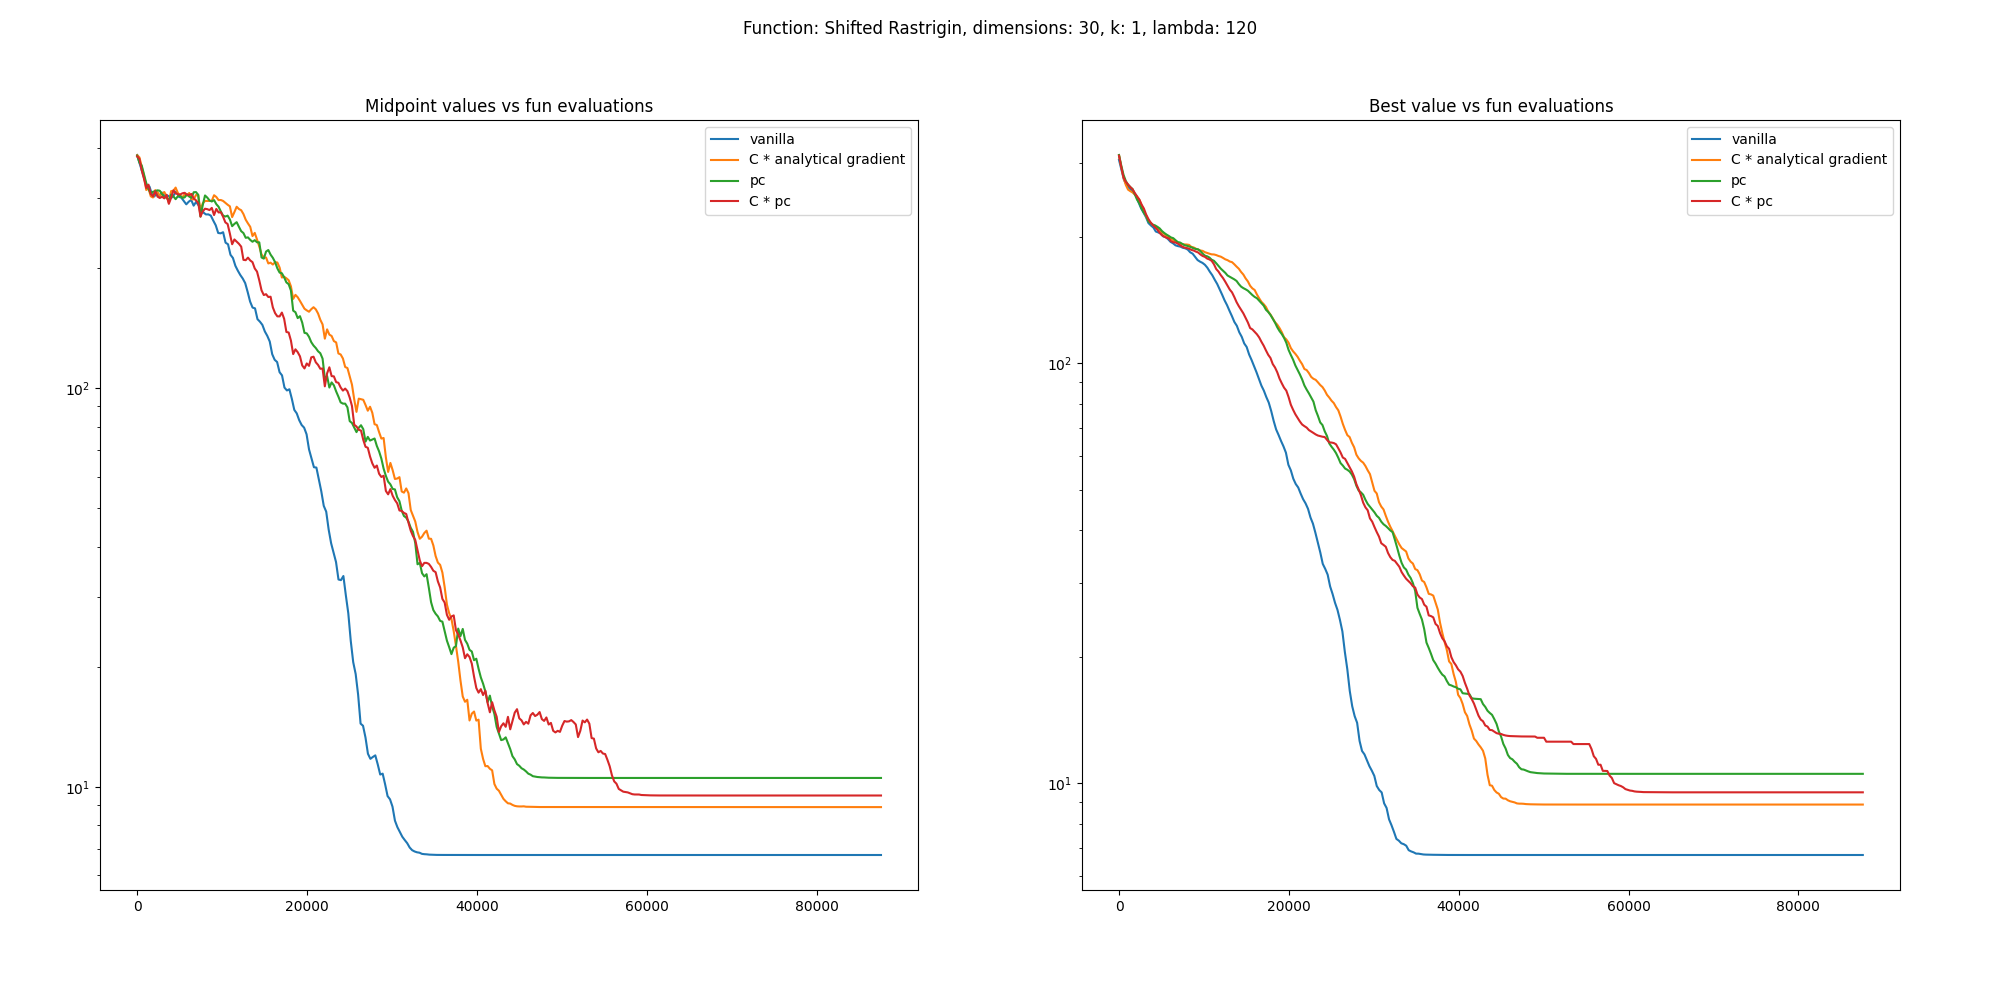 Function: Shifted Rastrigin, dimensions: 30, k: 1, lambda: 120
Midpoint values vs fun evaluations
vanilla
C * analytical gradient
pc
C * pc
10²
10¹
0
20000
40000
60000
80000
Best value vs fun evaluations
vanilla
C * analytical gradient
pc
C * pc
10²
10¹
0
20000
40000
60000
80000